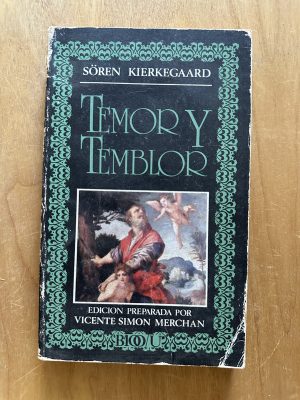 SÖREN KIERKEGAARD
TEMOR Y
TEMBLOR
EDICION PREPARADA POR
VICENTE SIMON MERCHAN